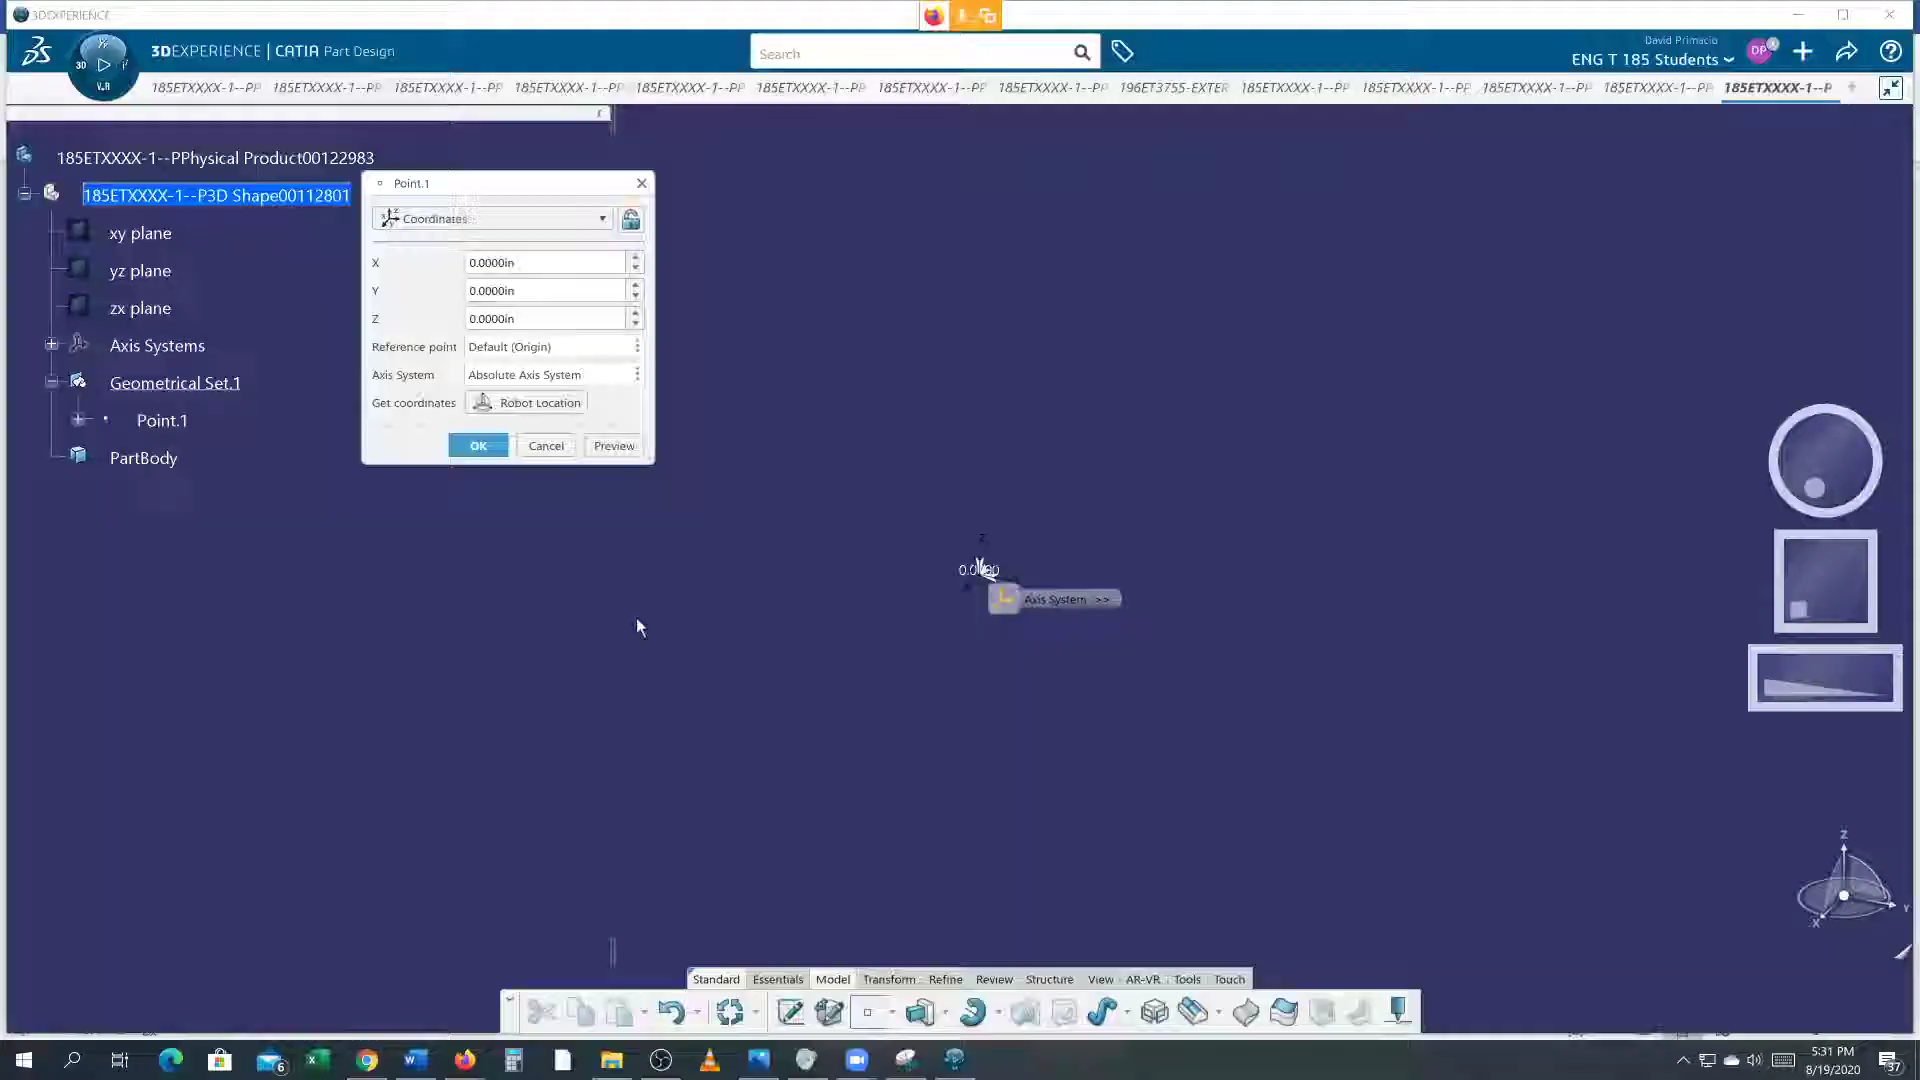 3DEXPERIENCE
3DEXPERIENCE | CATIA Part Design
Search
David Primacio
ENG T 185 Students
DP
3D
V.R
185ETXXXX-1--PP 185ETXXXX-1--PP 185ETXXXX-1--PP 185ETXXXX-1--PP 185ETXXXX-1--PP 185ETXXXX-1--PP 185ETXXXX-1--PP 185ETXXXX-1--PP 196ET3755-EXTER 185ETXXXX-1--PP 185ETXXXX-1--PP 185ETXXXX-1--PP 185ETXXXX-1--PP 185ETXXXX-1--P
185ETXXXX-1--PPhysical Product00122983
185ETXXXX-1--P3D Shape00112801
xy plane
yz plane
zx plane
Axis Systems
Geometrical Set.1
Point.1
PartBody
Point.1
Coordinates
X 0.0000in
Y 0.0000in
Z 0.0000in
Reference point Default (Origin)
Axis System Absolute Axis System
Get coordinates Robot Location
OK Cancel Preview
Z
Axis System >>
Z
X
Y
Standard Essentials Model Transform Refine Review Structure View AR-VR Tools Touch
6
5:31 PM
8/19/2020
37